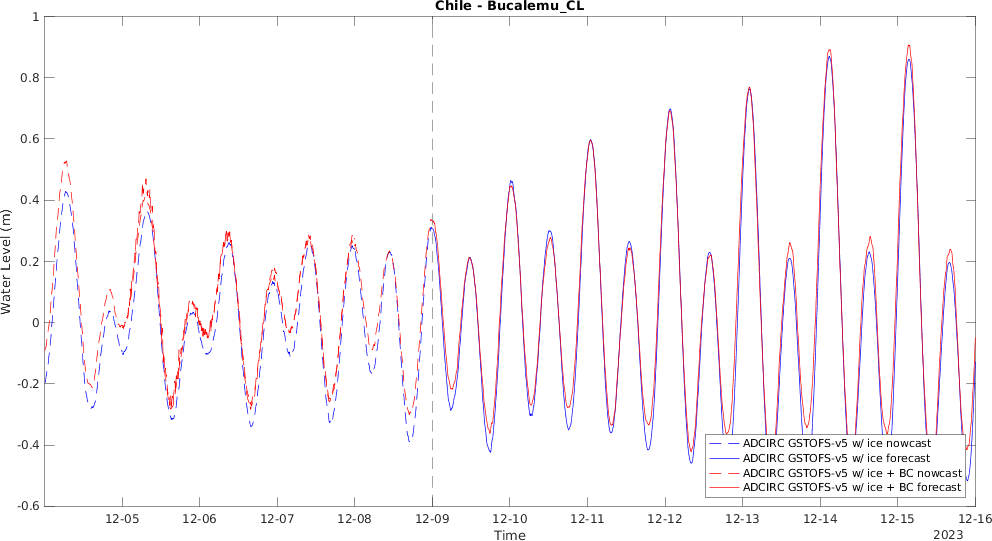 Chile - Bucalemu_CL
Water Level (m)
1
0.8
0.6
0.4
0.2
0
-0.2
-0.4
-0.6
ADCIRC GSTOFS-v5 w/ ice nowcast
ADCIRC GSTOFS-v5 w/ ice forecast
ADCIRC GSTOFS-v5 w/ ice + BC nowcast
ADCIRC GSTOFS-v5 w/ ice + BC forecast
12-05 12-06 12-07 12-08 12-09 12-10 12-11 12-12 12-13 12-14 12-15 12-16
Time
2023